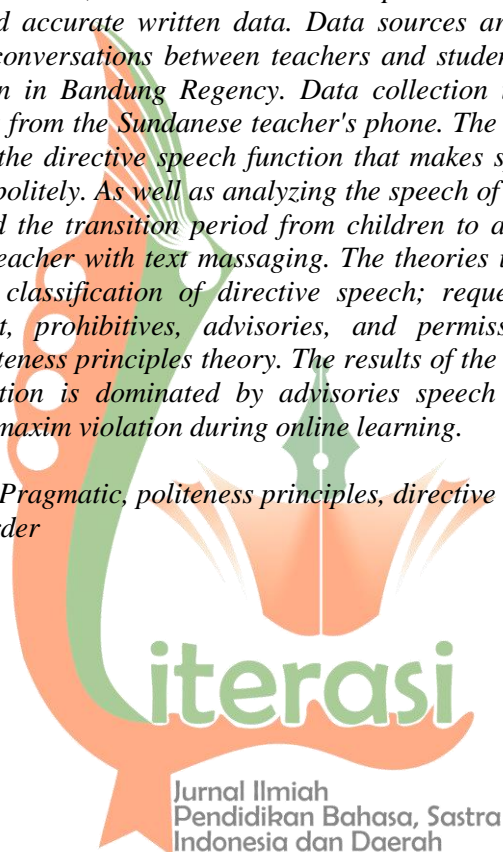 d accurate written data. Data sources ar
conversations between teachers and studen
n in Bandung Regency. Data collection
from the Sundanese teacher's phone. The
the directive speech function that makes s
politely. As well as analyzing the speech of
d the transition period from children to a
eacher with text massaging. The theories i
classification of directive speech; reque
t, prohibitives, advisories, and permiss
iteness principles theory. The results of the
tion is dominated by advisories speech
maxim violation during online learning.
Pragmatic, politeness principles, directive
rder
Literasi
Jurnal Ilmiah
Pendidikan Bahasa, Sastra
Indonesia dan Daerah